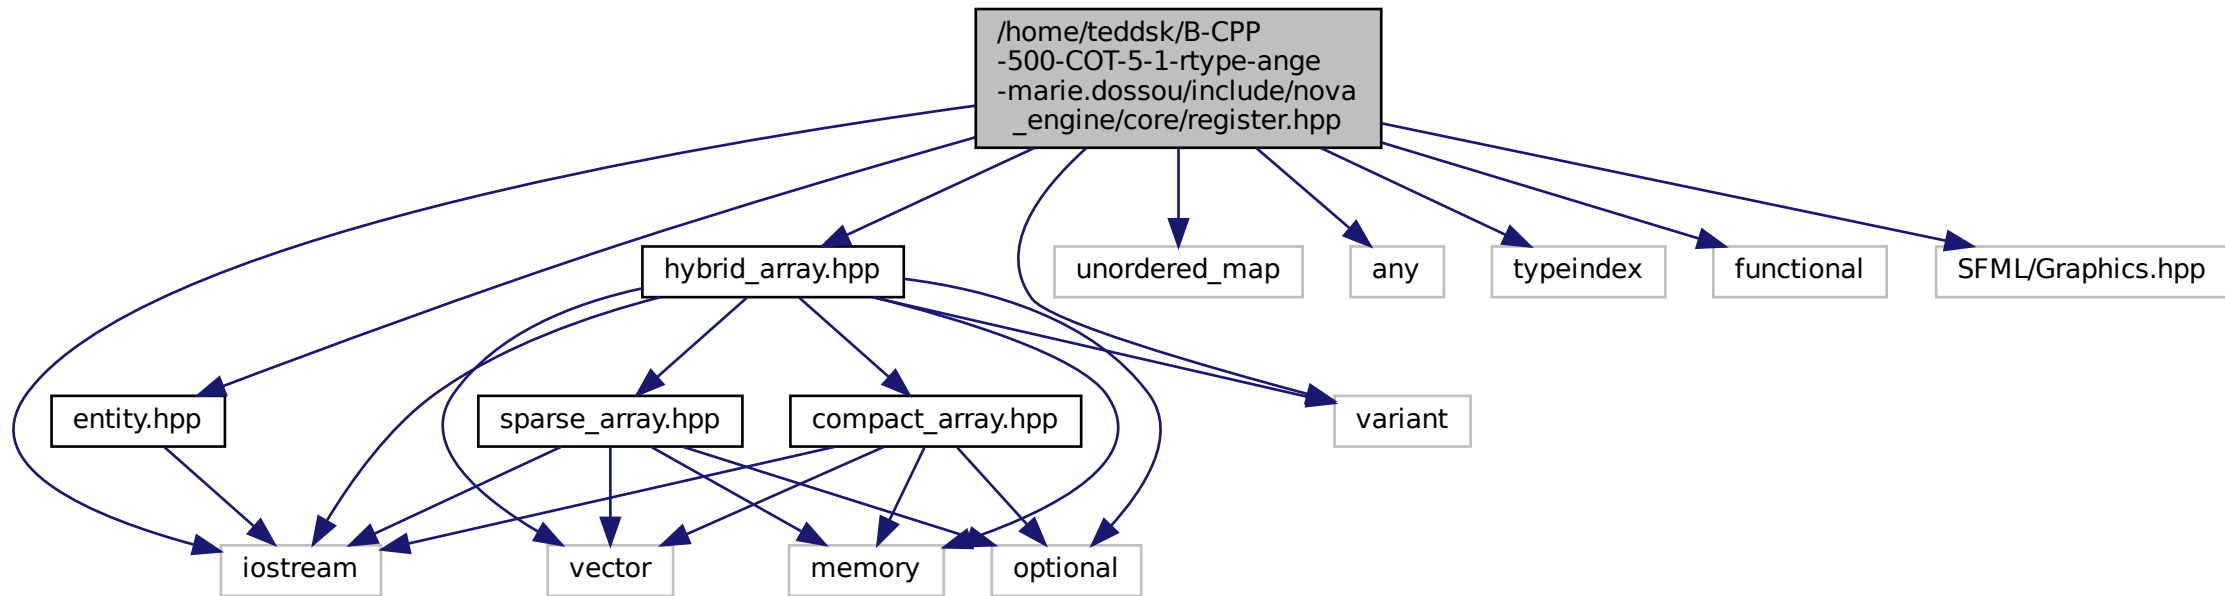 /home/teddsk/B-CPP
-500-COT-5-1-rtype-ange
-marie.dossou/include/nova
_engine/core/register.hpp
hybrid_array.hpp
unordered_map
any
typeindex
functional
SFML/Graphics.hpp
entity.hpp
sparse_array.hpp
compact_array.hpp
variant
iostream
vector
memory
optional